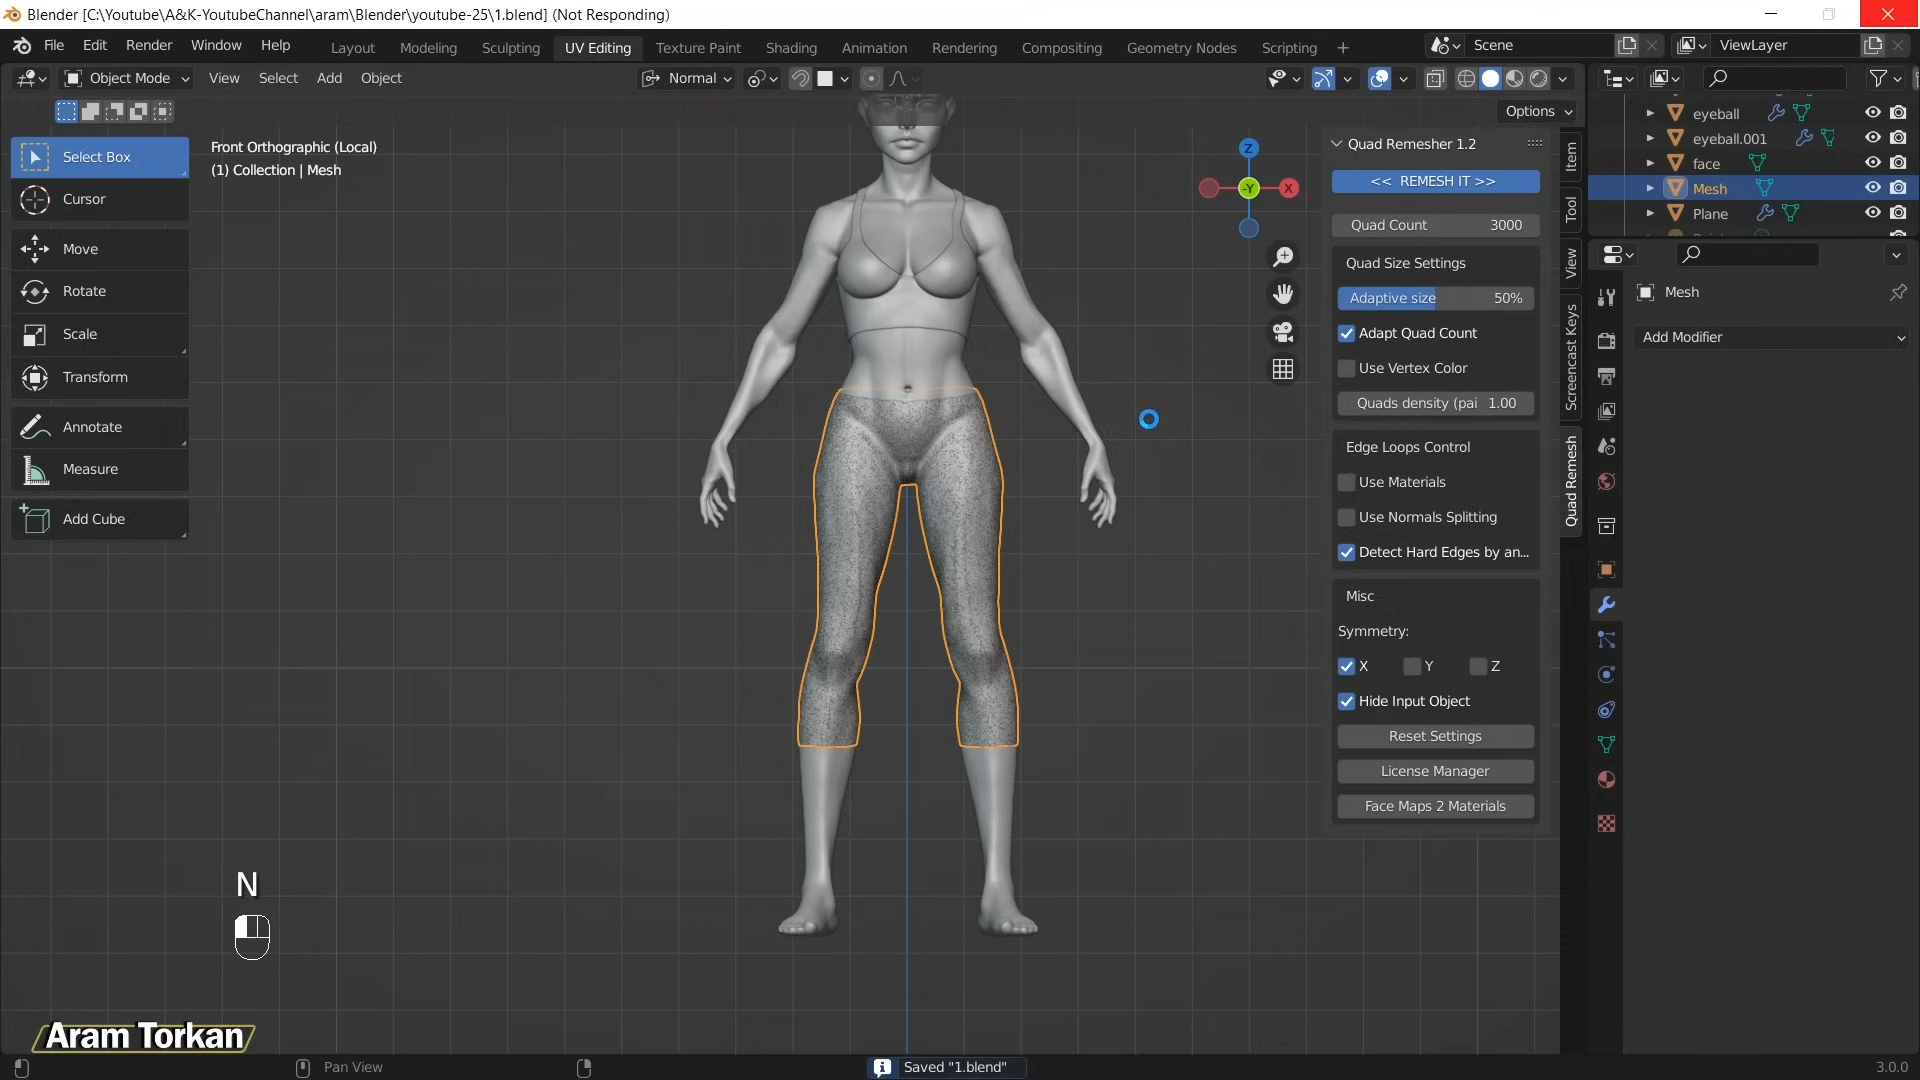 Blender [C:\Youtube\A&K-YoutubeChannel\aram\Blender\youtube-25\1.blend] (Not Responding)
File Edit Render Window Help
Layout Modeling Sculpting UV Editing Texture Paint Shading Animation Rendering Compositing Geometry Nodes Scripting +
Scene
ViewLayer
Object Mode View Select Add Object
Normal
Options
Select Box
Cursor
Move
Rotate
Scale
Transform
Annotate
Measure
Add Cube
Front Orthographic (Local)
(1) Collection | Mesh
Z
-Y
X
Quad Remesher 1.2
<< REMESH IT >>
Quad Count 3000
Quad Size Settings
Adaptive size 50%
Adapt Quad Count
Use Vertex Color
Quads density (pai 1.00
Edge Loops Control
Use Materials
Use Normals Splitting
Detect Hard Edges by an...
Misc
Symmetry:
X Y Z
Hide Input Object
Reset Settings
License Manager
Face Maps 2 Materials
Item
Tool
View
Screencast Keys
Quad Remesh
eyeball
eyeball.001
face
Mesh
Plane
Mesh
Add Modifier
N
Aram Torkan
Pan View
Saved "1.blend"
3.0.0